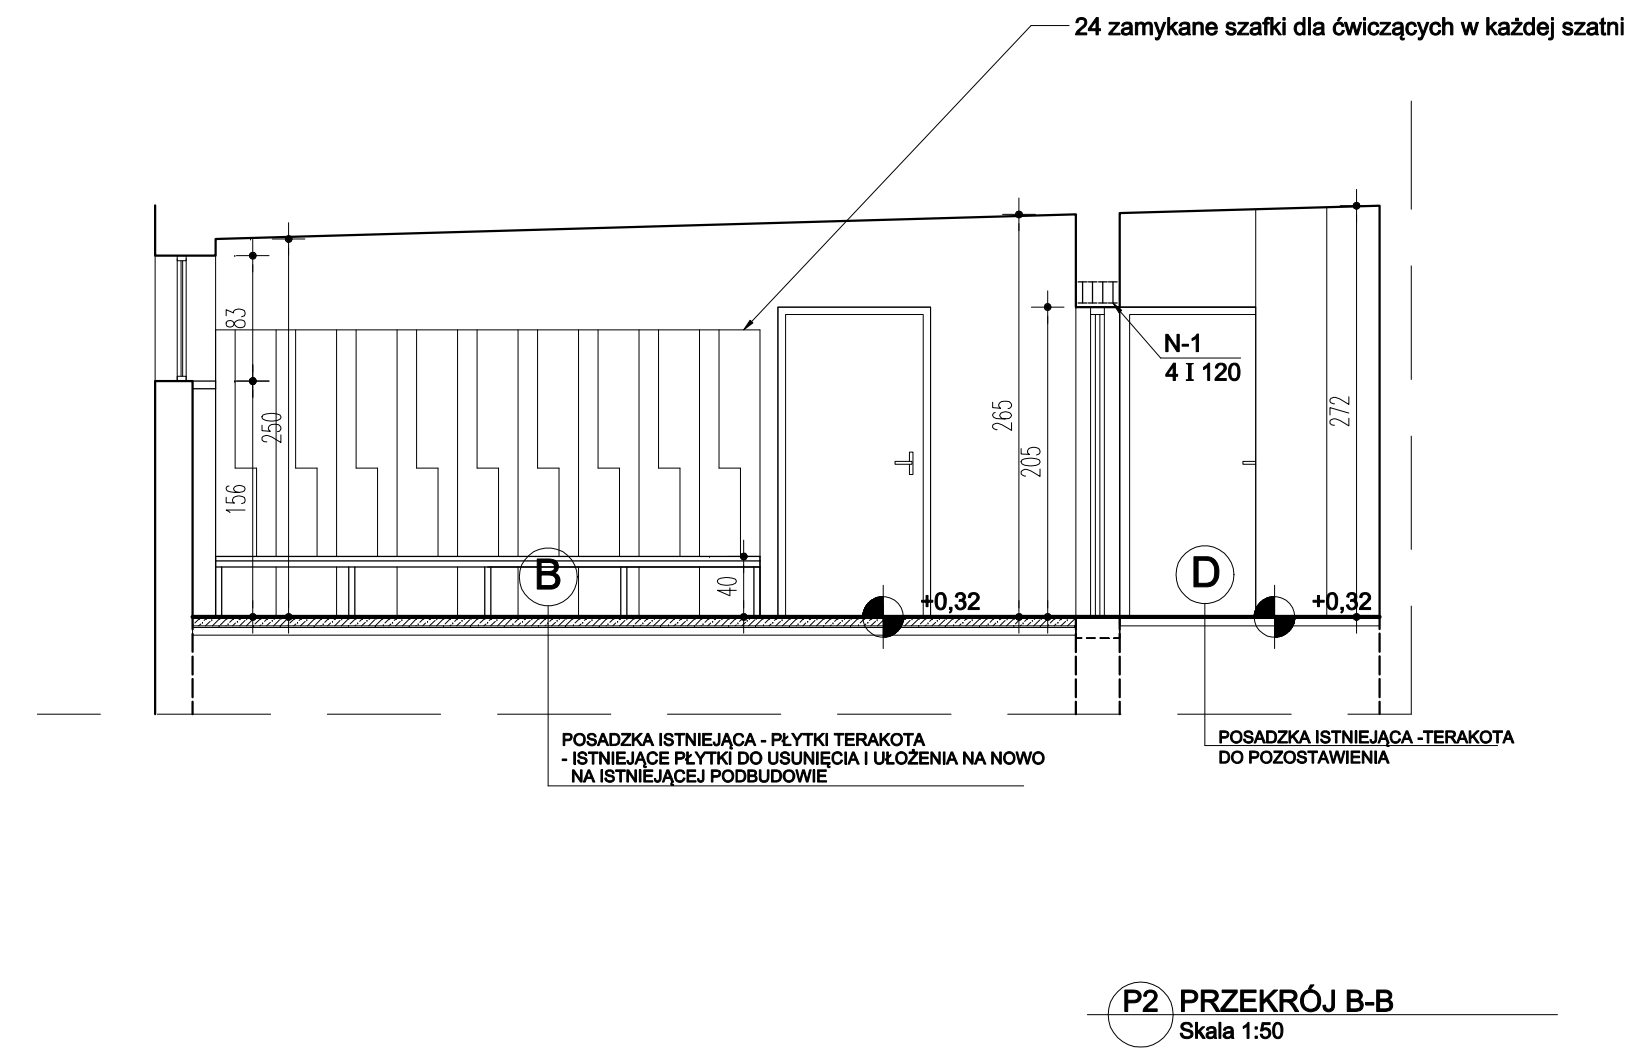 24 zamykane szafki dla ćwiczących w każdej szatni
83
250
156
265
205
272
N-1
4 I 120
40
B
D
+0,32
+0,32
POSADZKA ISTNIEJĄCA - PŁYTKI TERAKOTA
- ISTNIEJĄCE PŁYTKI DO USUNIĘCIA I UŁOŻENIA NA NOWO
NA ISTNIEJĄCEJ PODBUDOWIE
POSADZKA ISTNIEJĄCA -TERAKOTA
DO POZOSTAWIENIA
P2 PRZEKRÓJ B-B
Skala 1:50